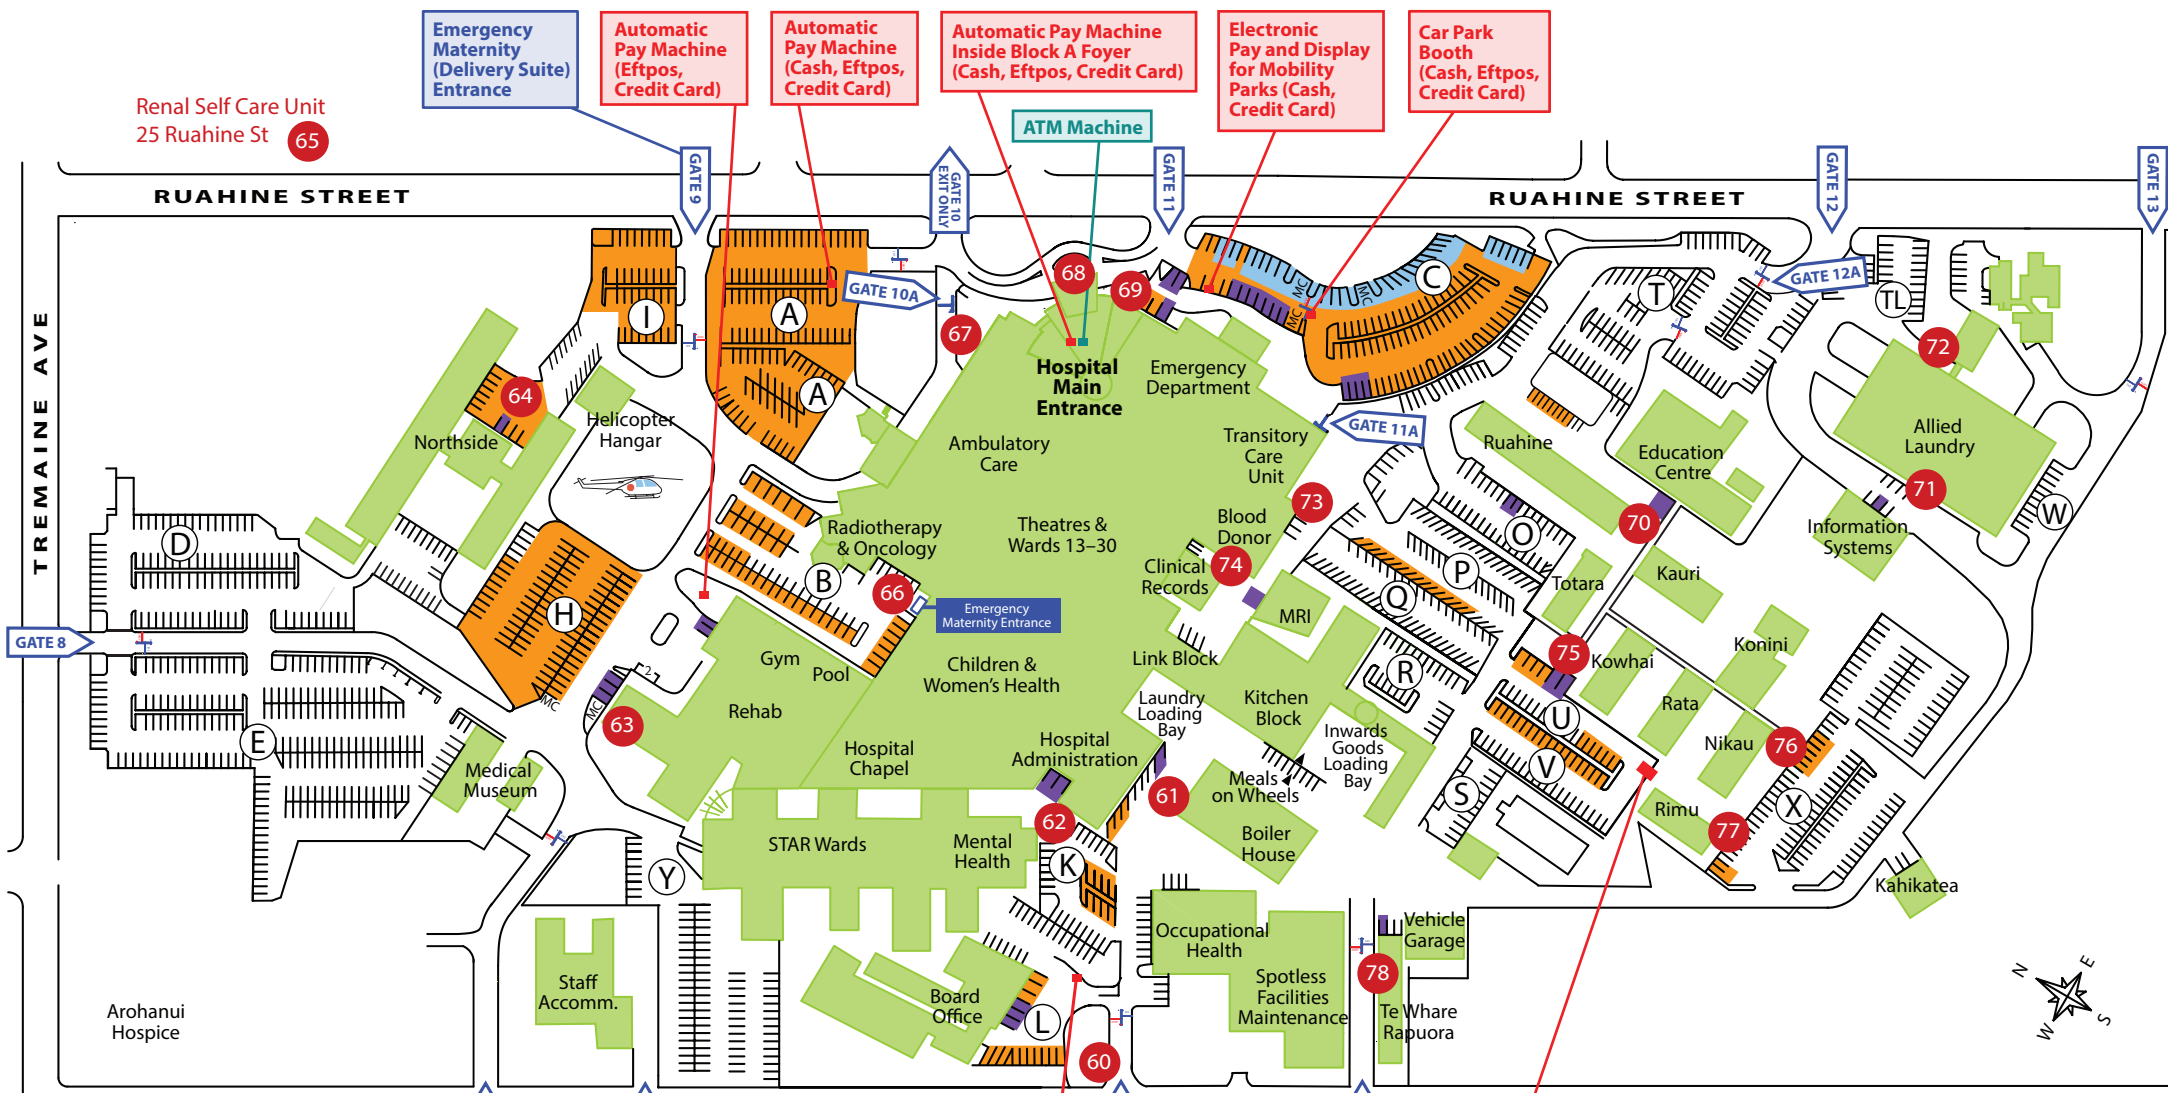 Emergency
Maternity
(Delivery Suite)
Entrance
Automatic
Pay Machine
(Eftpos,
Credit Card)
Automatic
Pay Machine
(Cash, Eftpos,
Credit Card)
Automatic Pay Machine
Inside Block A Foyer
(Cash, Eftpos, Credit Card)
Electronic
Pay and Display
for Mobility
Parks (Cash,
Credit Card)
Car Park
Booth
(Cash, Eftpos,
Credit Card)
ATM Machine
Renal Self Care Unit
25 Ruahine St
65
RUAHINE STREET
RUAHINE STREET
TREMAINE AVE
GATE 9
GATE 10
EXIT ONLY
GATE 11
GATE 12
GATE 13
GATE 10A
GATE 12A
GATE 11A
GATE 8
I
A
A
C
T
TL
MC
MC
MC
68
69
67
72
64
Hospital
Main
Entrance
Emergency
Department
Helicopter
Hangar
Northside
Ambulatory
Care
Transitory
Care
Unit
Ruahine
Education
Centre
Allied
Laundry
71
W
D
Radiotherapy
& Oncology
Theatres &
Wards 13–30
Blood
Donor
73
O
70
Information
Systems
H
B
66
Emergency
Maternity Entrance
Clinical
Records
74
MRI
P
Q
Totara
Kauri
Gym
Pool
Children &
Women's Health
Link Block
R
75
Kowhai
Konini
2
MC
MC
63
Rehab
Laundry
Loading
Bay
Kitchen
Block
Rata
U
E
Hospital
Chapel
Hospital
Administration
Inwards
Goods
Loading
Bay
Nikau
76
V
Medical
Museum
Meals
on Wheels
61
S
Rimu
X
62
77
STAR Wards
Mental
Health
Boiler
House
K
Y
Kahikatea
Occupational
Health
Vehicle
Garage
Staff
Accomm.
Board
Office
L
Spotless
Facilities
Maintenance
78
Te Whare
Rapuora
Arohanui
Hospice
60
N
E
W
S